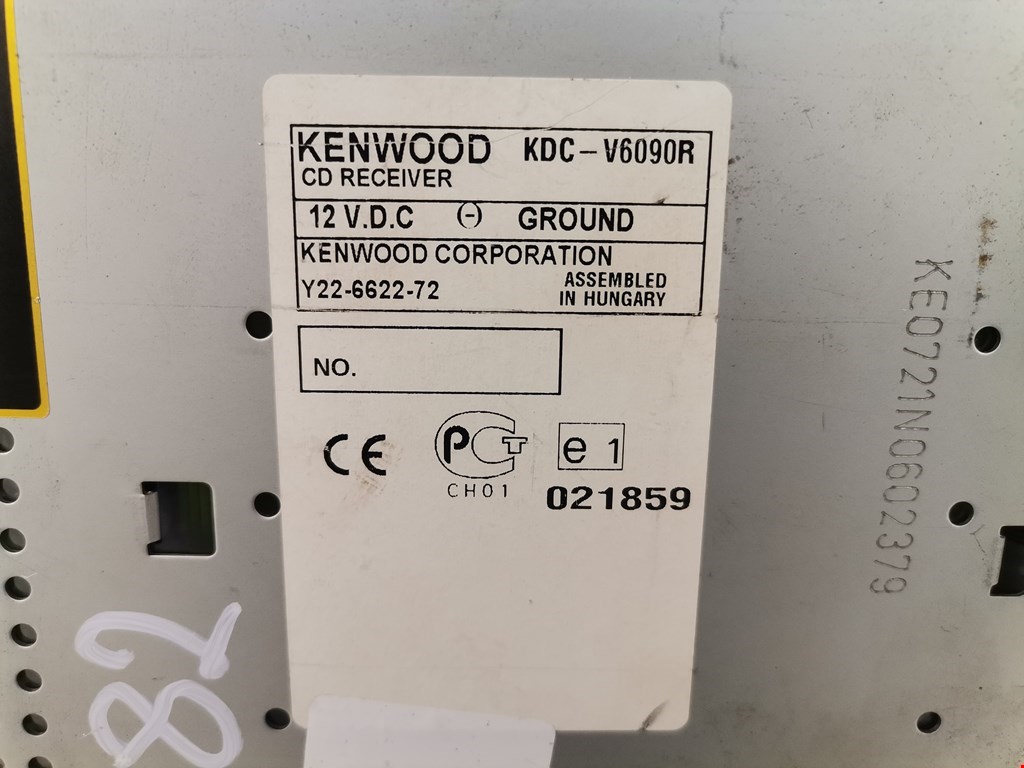 KENWOOD KDC-V6090R
CD RECEIVER
12 V.D.C (-) GROUND
KENWOOD CORPORATION
Y22-6622-72
ASSEMBLED
IN HUNGARY
NO.
CE
PCT
CH01
e 1
021859
KE0721N0602379
82